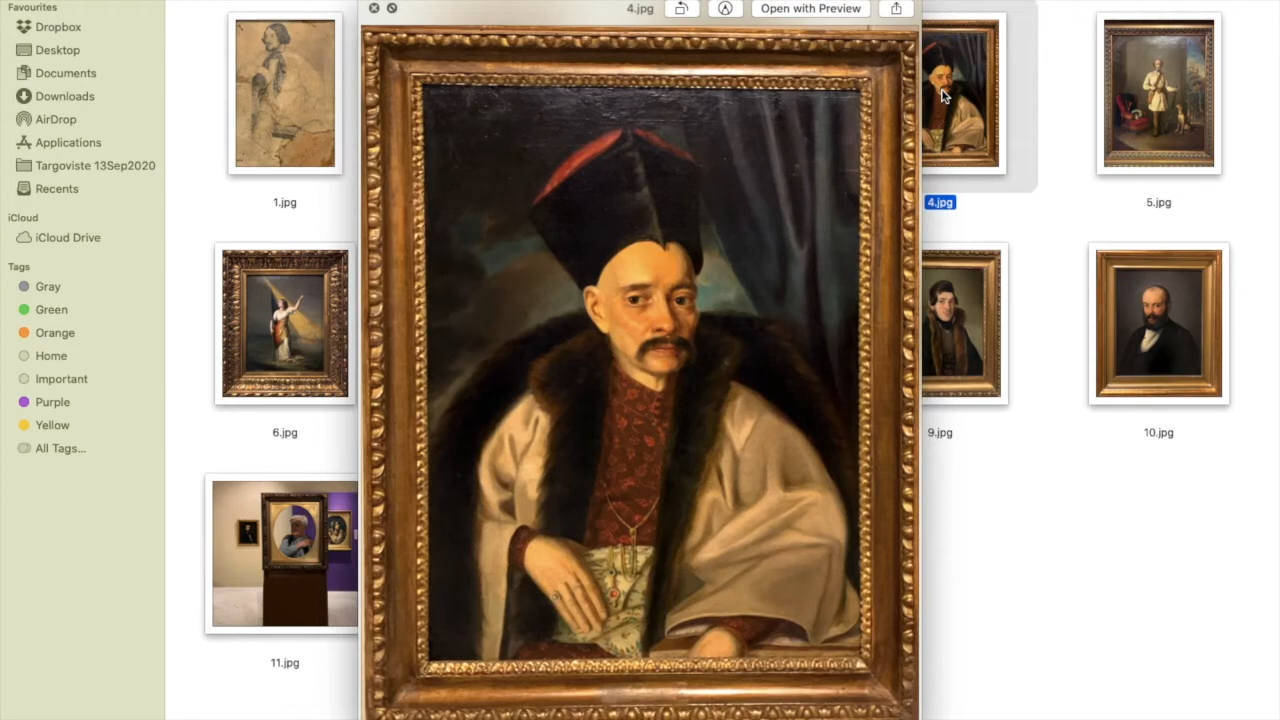 Favourites
Dropbox
Desktop
Documents
Downloads
AirDrop
Applications
Targoviste 13Sep2020
Recents
iCloud
iCloud Drive
Tags
Gray
Green
Orange
Home
Important
Purple
Yellow
All Tags...
4.jpg
Open with Preview
1.jpg
4.jpg
5.jpg
6.jpg
9.jpg
10.jpg
11.jpg